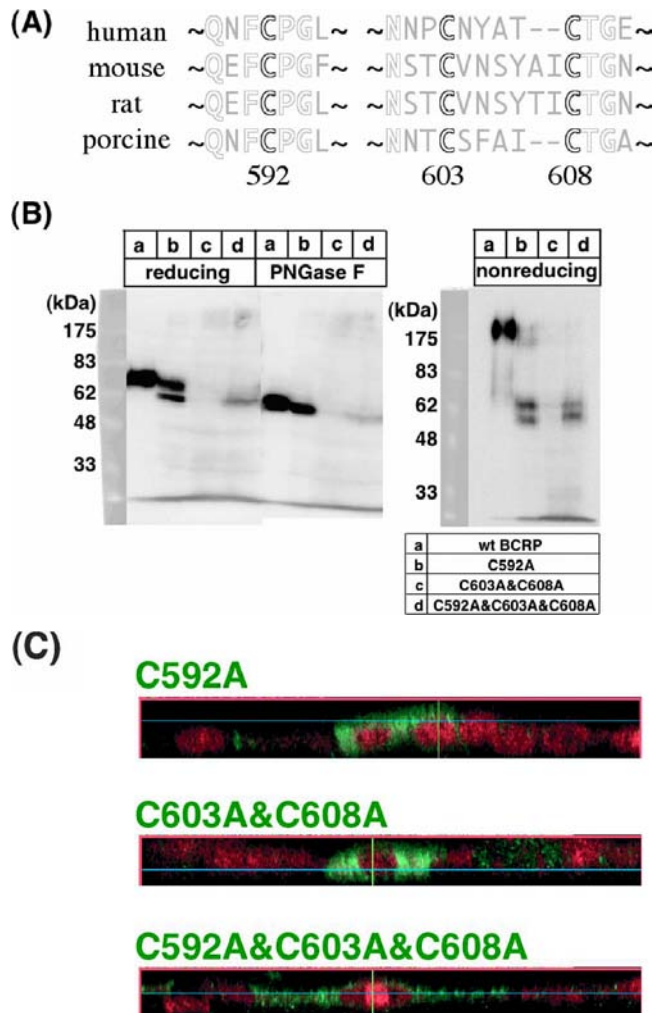 (A)
human ~QNFCPGL~ ~NNPCNYAT--CTGE~
mouse ~QEFCPGF~ ~NSTCVNSYAICTGN~
rat ~QEFCPGL~ ~NSTCVNSYTICTGN~
porcine ~QNFCPGL~ ~NNTCSFAI--CTGA~
592 603 608
(B)
a b c d a b c d
reducing PNGase F
(kDa)
175
83
62
48
33
a b c d
nonreducing
(kDa)
175
83
62
48
33
a wt BCRP
b C592A
c C603A&C608A
d C592A&C603A&C608A
(C)
C592A
C603A&C608A
C592A&C603A&C608A